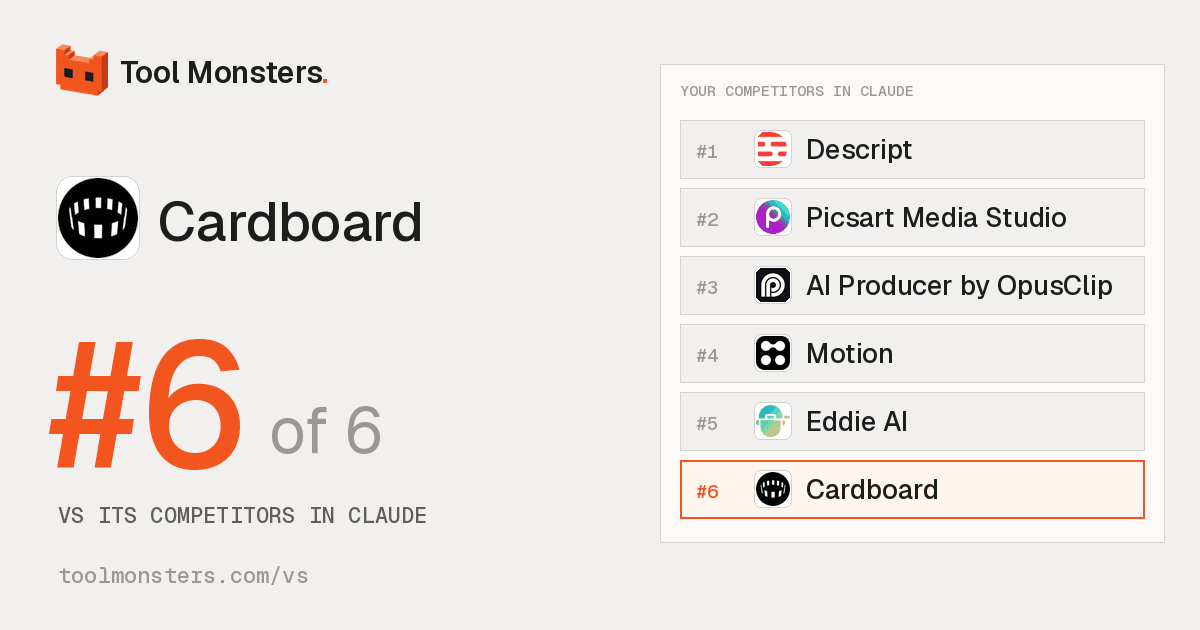 Tool Monsters.
Cardboard
#6 of 6
VS ITS COMPETITORS IN CLAUDE
toolmonsters.com/vs
YOUR COMPETITORS IN CLAUDE
#1 Descript
#2 Picsart Media Studio
#3 AI Producer by OpusClip
#4 Motion
#5 Eddie AI
#6 Cardboard